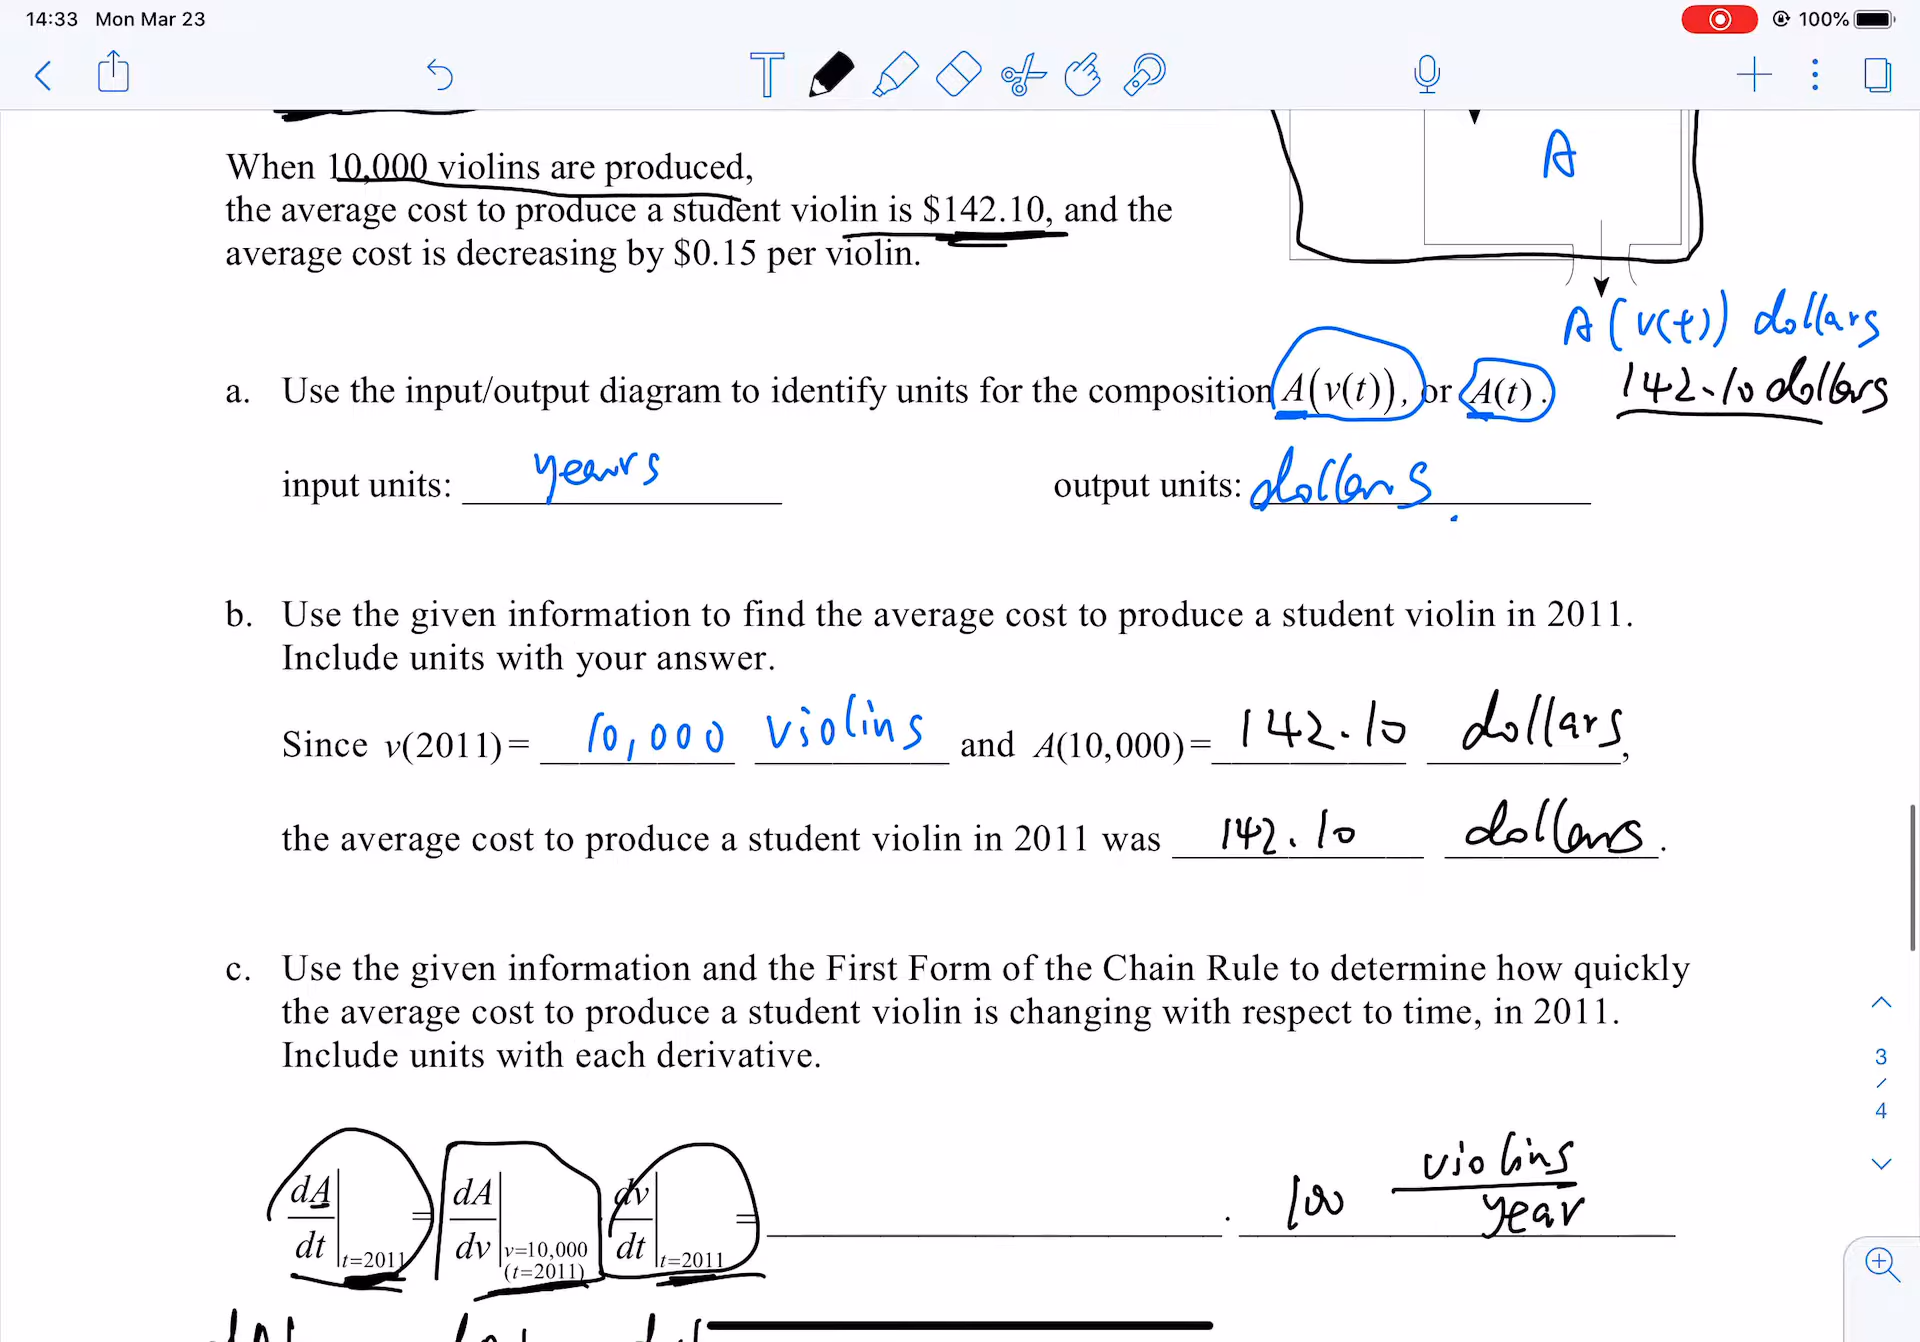 14:33 Mon Mar 23
100%
When 10,000 violins are produced,
the average cost to produce a student violin is $142.10, and the
average cost is decreasing by $0.15 per violin.
A
A(v(t)) dollars
142.10 dollars
a. Use the input/output diagram to identify units for the composition A(v(t)), or A(t).
input units: years output units: dollars.
b. Use the given information to find the average cost to produce a student violin in 2011.
Include units with your answer.
Since v(2011)= 10,000 violins and A(10,000)= 142.10 dollars,
the average cost to produce a student violin in 2011 was 142.10 dollars.
c. Use the given information and the First Form of the Chain Rule to determine how quickly
the average cost to produce a student violin is changing with respect to time, in 2011.
Include units with each derivative.
dA/dt|t=2011 = dA/dv|v=10,000 (t=2011) · dv/dt|t=2011 = ____ · 100 violins/year
3
/
4